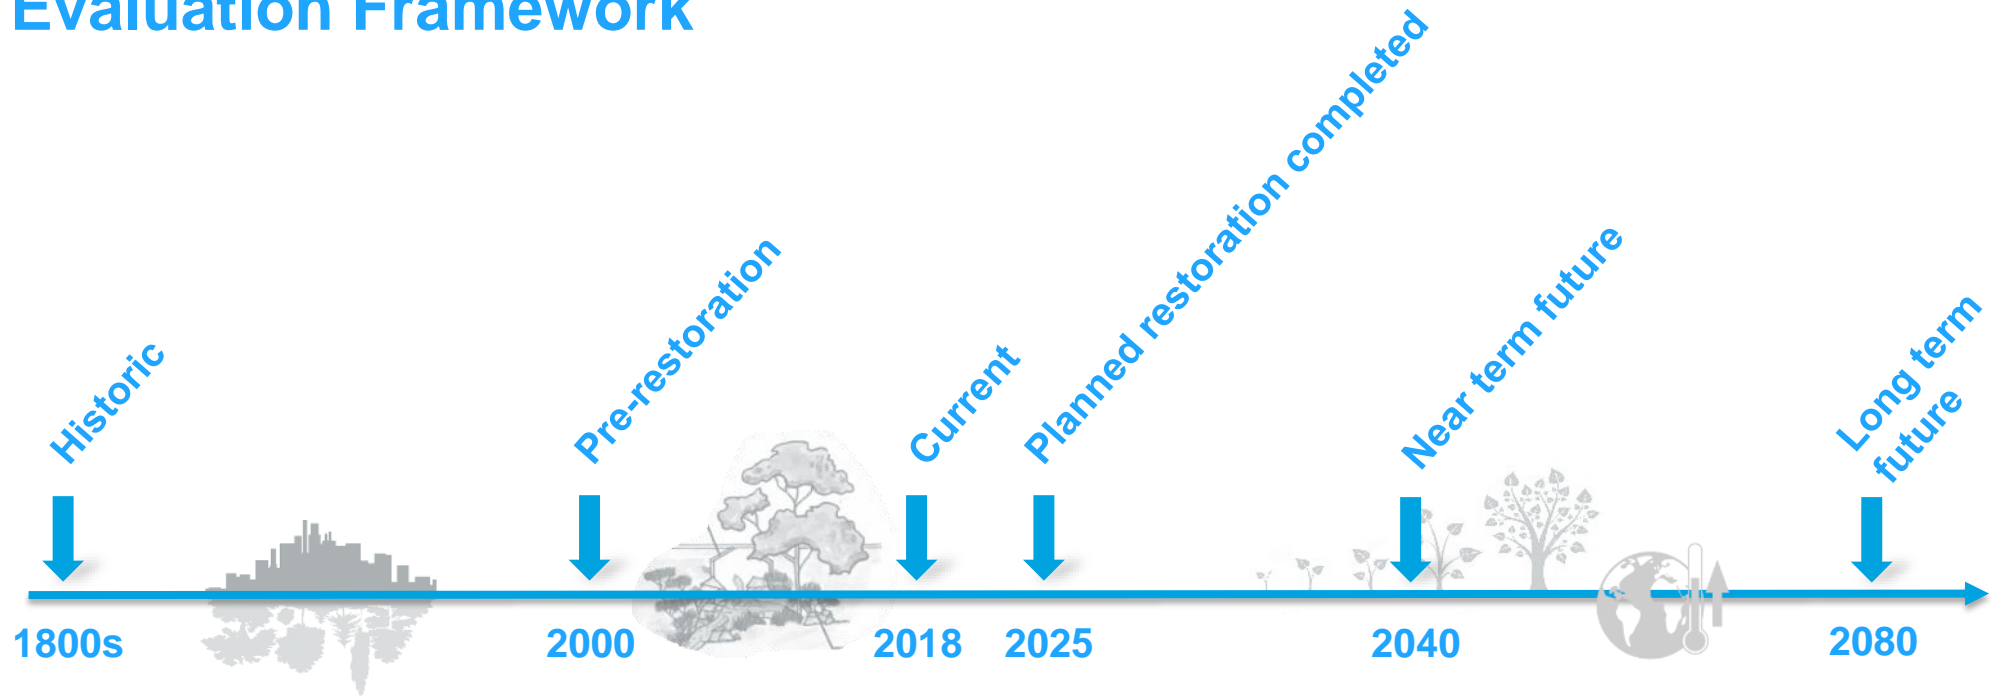 Evaluation Framework
Historic
Pre-restoration
Current
Planned restoration completed
Near term future
Long term
future
1800s
2000
2018
2025
2040
2080